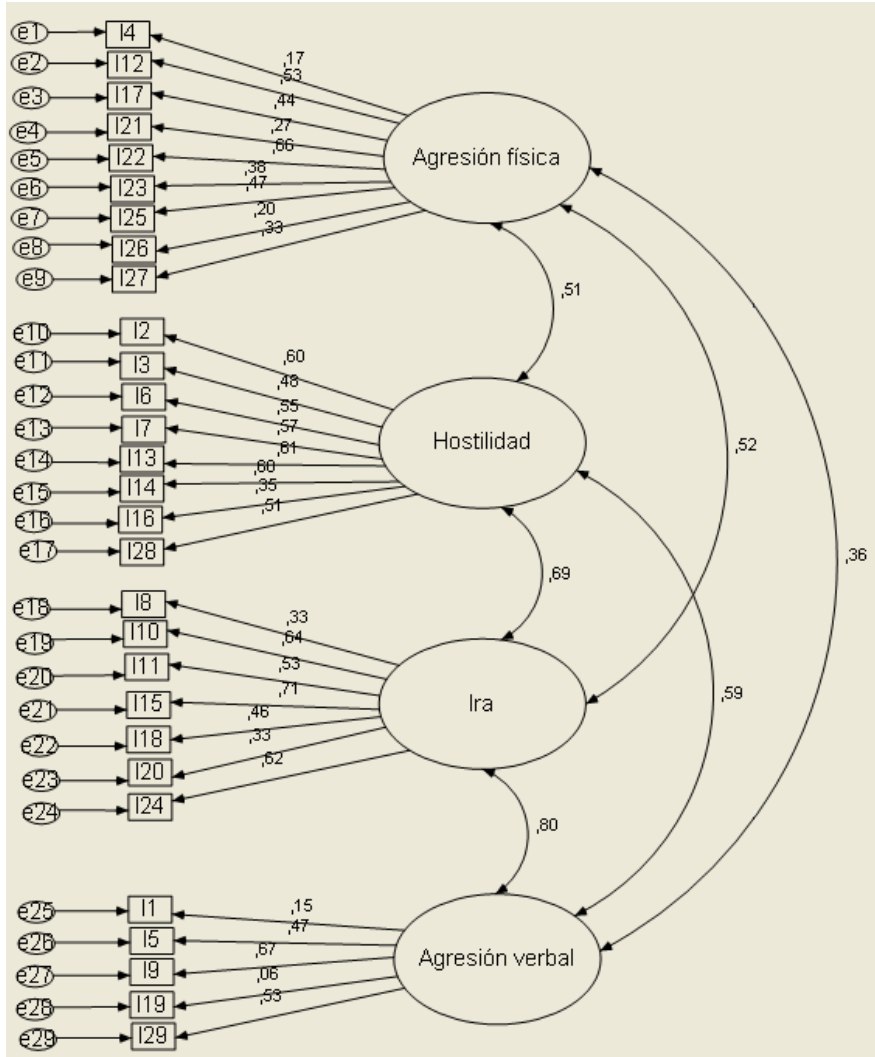 e1 I4 ,17
e2 I12 ,53
e3 I17 ,44
e4 I21 ,27
e5 I22 ,66
e6 I23 ,38
e7 I25 ,47
e8 I26 ,20
e9 I27 ,33
Agresión física
,51
e10 I2 ,60
e11 I3 ,48
e12 I6 ,55
e13 I7 ,57
e14 I13 ,61
e15 I14 ,60
e16 I16 ,35
e17 I28 ,51
Hostilidad
,52
,69
,36
e18 I8 ,33
e19 I10 ,64
e20 I11 ,53
e21 I15 ,71
e22 I18 ,46
e23 I20 ,33
e24 I24 ,62
Ira
,59
,80
e25 I1 ,15
e26 I5 ,47
e27 I9 ,67
e28 I19 ,06
e29 I29 ,53
Agresión verbal